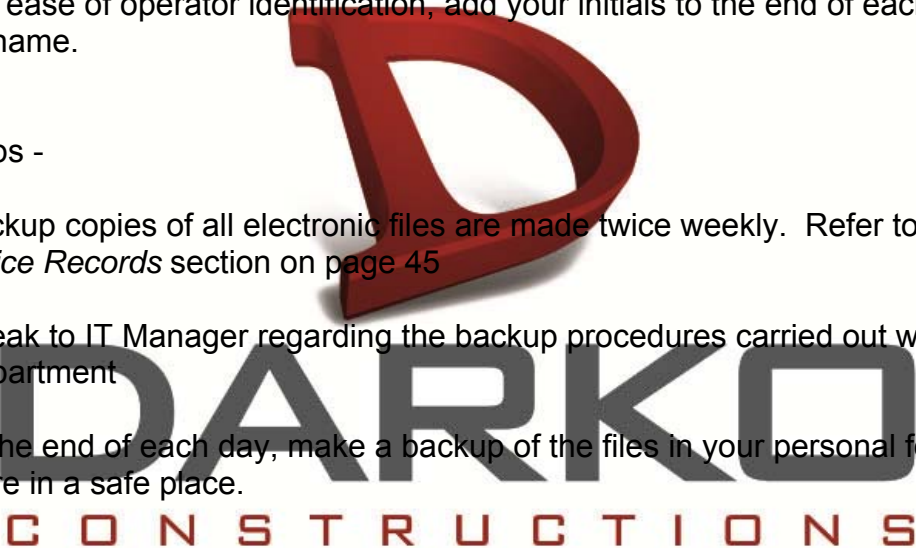 ease of operator identification, add your initials to the end of eac
name.
os -
ckup copies of all electronic files are made twice weekly.  Refer to
ice Records section on page 45
eak to IT Manager regarding the backup procedures carried out w
partment
he end of each day, make a backup of the files in your personal f
re in a safe place.
DARKO
CONSTRUCTIONS